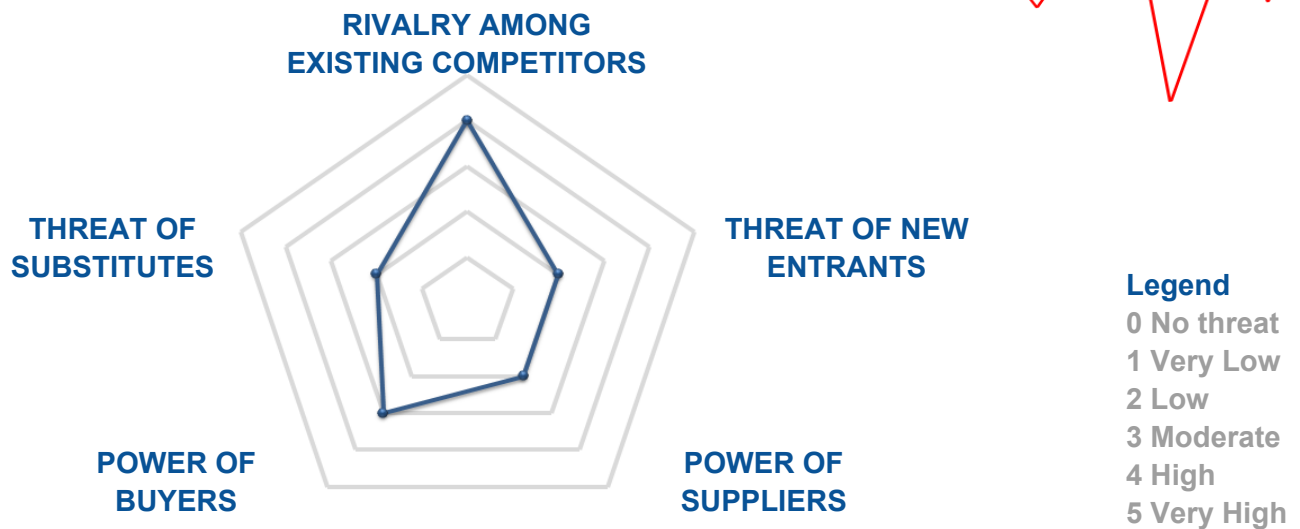 RIVALRY AMONG
EXISTING COMPETITORS
THREAT OF
SUBSTITUTES
THREAT OF NEW
ENTRANTS
POWER OF
BUYERS
POWER OF
SUPPLIERS
Legend
0 No threat
1 Very Low
2 Low
3 Moderate
4 High
5 Very High